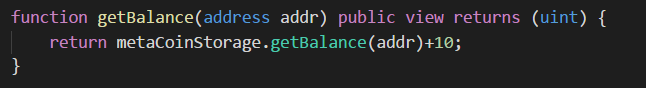 function getBalance(address addr) public view returns (uint) {
    return metaCoinStorage.getBalance(addr)+10;
}